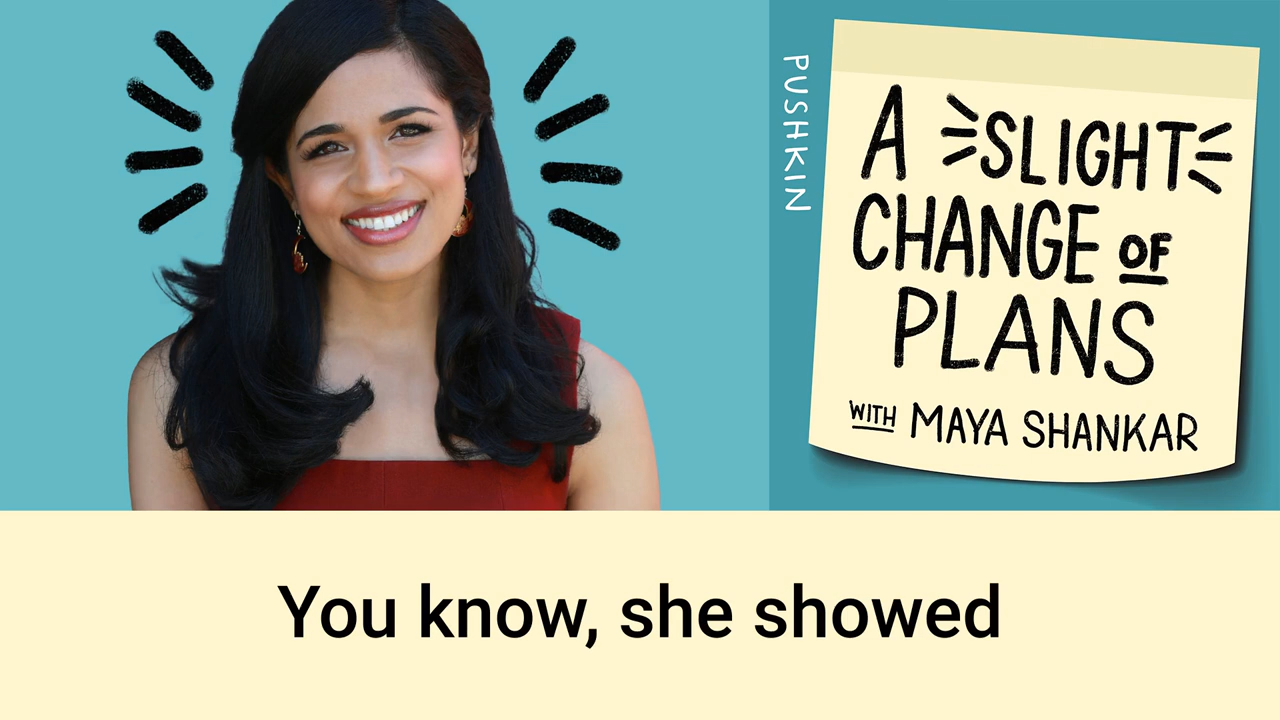 PUSHKIN
A SLIGHT
CHANGE OF
PLANS
WITH MAYA SHANKAR
You know, she showed